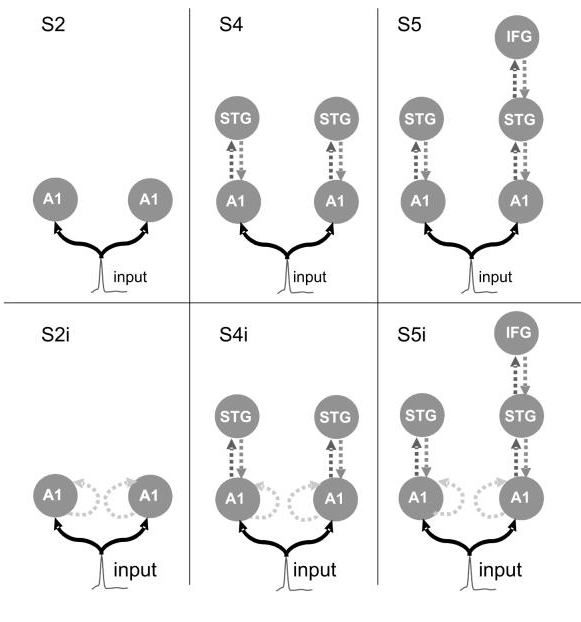 S2
A1 A1
input
S4
STG STG
A1 A1
input
S5
IFG
STG STG
A1 A1
input
S2i
A1 A1
input
S4i
STG STG
A1 A1
input
S5i
IFG
STG STG
A1 A1
input